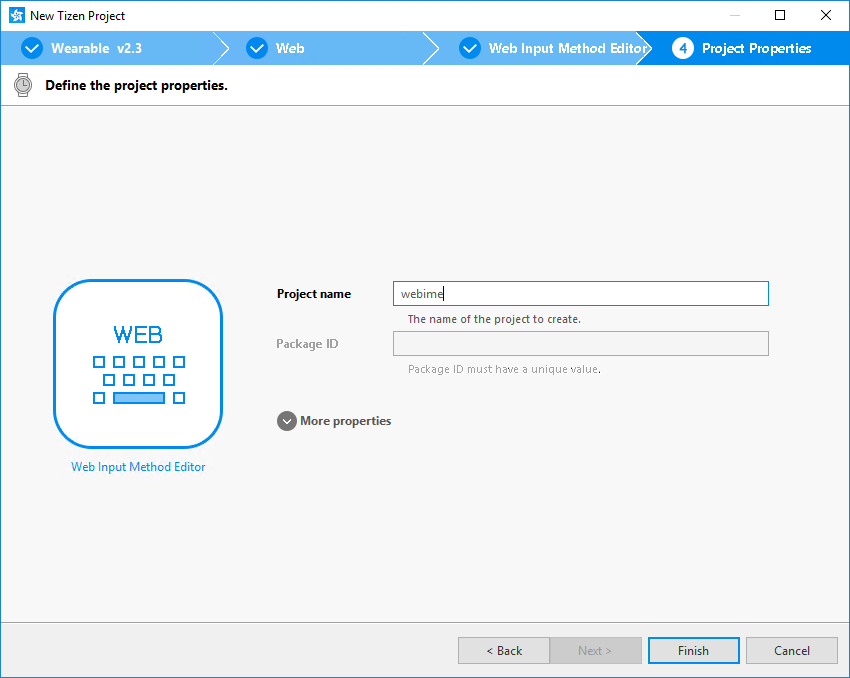 New Tizen Project
Wearable v2.3
Web
Web Input Method Editor
4 Project Properties
Define the project properties.
WEB
Web Input Method Editor
Project name
webime
The name of the project to create.
Package ID
Package ID must have a unique value.
More properties
< Back
Next >
Finish
Cancel